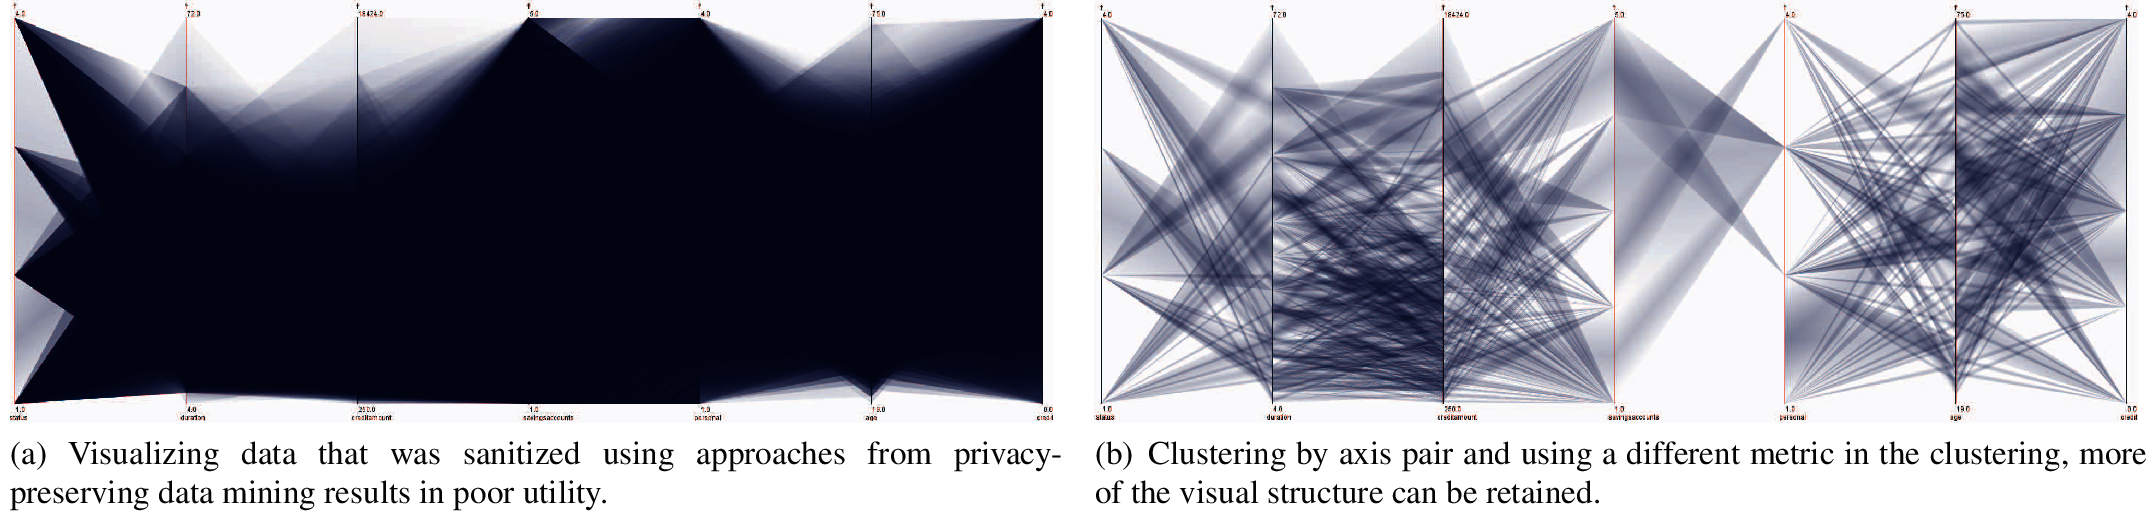 4.0 72.0 18424.0 5.0 4.0 75.0 4.0
1.0 4.0 250.0 1.0 1.0 19.0 0.0
status duration creditamount savingsaccounts personal age credit
(a) Visualizing data that was sanitized using approaches from privacy-
preserving data mining results in poor utility.
4.0 72.0 18424.0 5.0 4.0 75.0 4.0
1.0 4.0 250.0 1.0 1.0 19.0 0.0
status duration creditamount savingsaccounts personal age credit
(b) Clustering by axis pair and using a different metric in the clustering, more
of the visual structure can be retained.